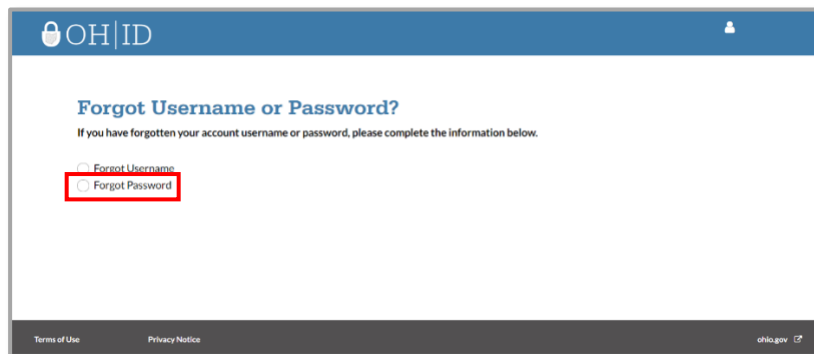 OH|ID
Forgot Username or Password?
If you have forgotten your account username or password, please complete the information below.
Forgot Username
Forgot Password
Terms of Use Privacy Notice ohio.gov